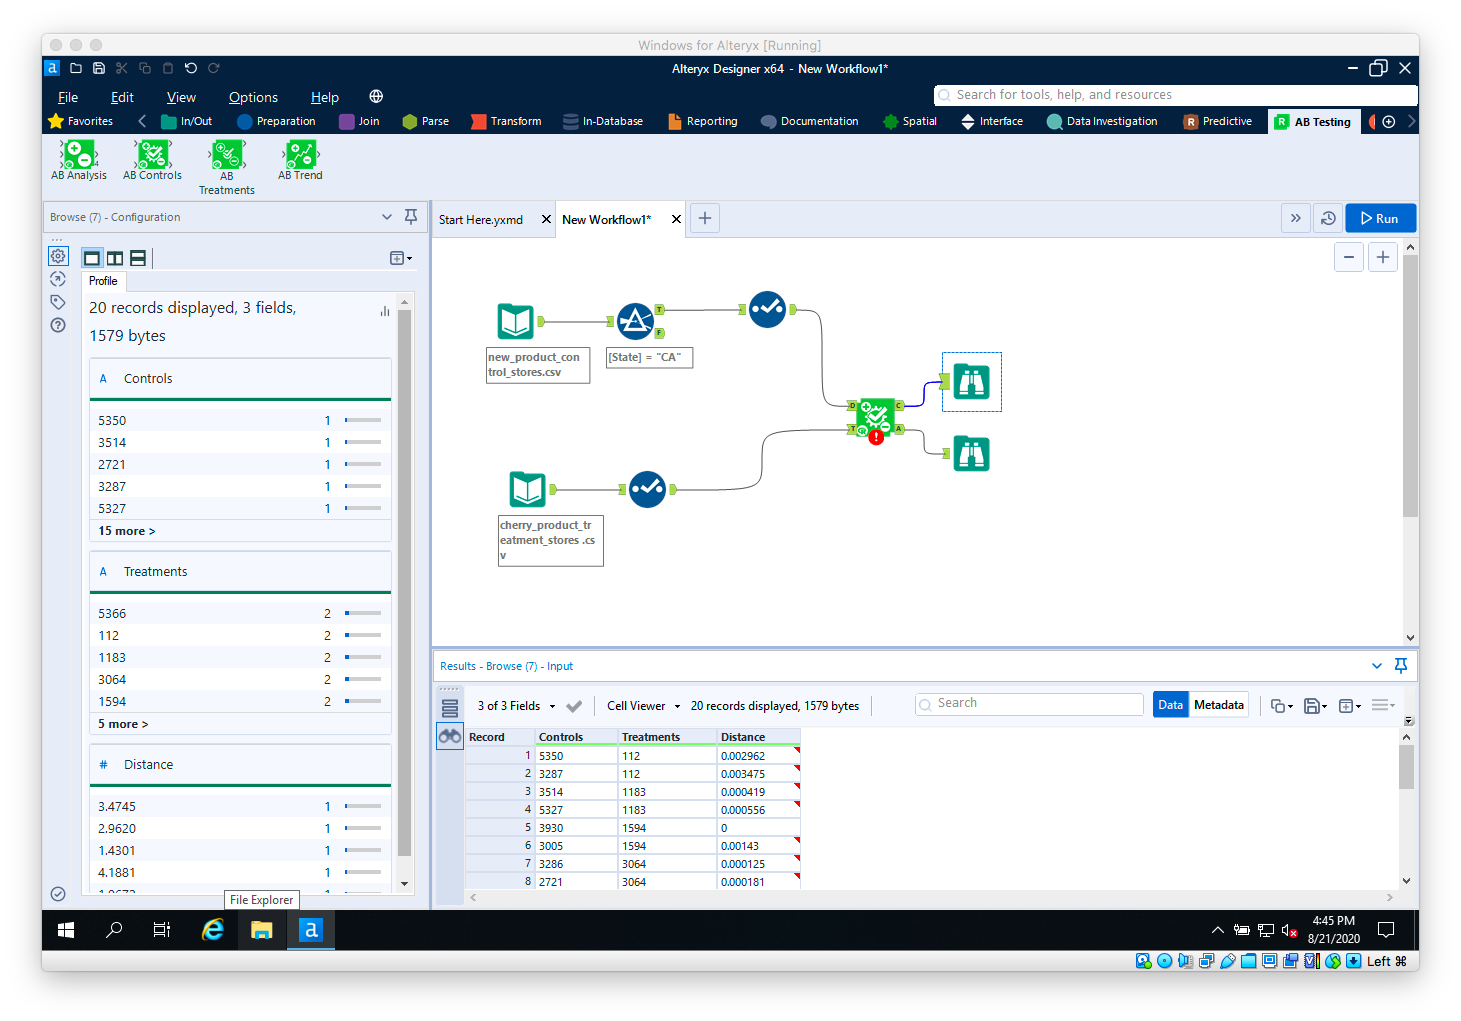 Windows for Alteryx [Running]
Alteryx Designer x64 - New Workflow1*
File Edit View Options Help
Search for tools, help, and resources
Favorites In/Out Preparation Join Parse Transform In-Database Reporting Documentation Spatial Interface Data Investigation Predictive AB Testing
AB Analysis AB Controls AB Treatments AB Trend
Browse (7) - Configuration
Start Here.yxmd New Workflow1* Run
Profile
20 records displayed, 3 fields,
1579 bytes
A Controls
5350 1
3514 1
2721 1
3287 1
5327 1
15 more >
A Treatments
5366 2
112 2
1183 2
3064 2
1594 2
5 more >
# Distance
3.4745 1
2.9620 1
1.4301 1
4.1881 1
File Explorer
new_product_con
trol_stores.csv
T
F
[State] = "CA"
D C
T A
cherry_product_tr
eatment_stores .cs
v
Results - Browse (7) - Input
3 of 3 Fields Cell Viewer 20 records displayed, 1579 bytes Search Data Metadata
Record Controls Treatments Distance
1 5350 112 0.002962
2 3287 112 0.003475
3 3514 1183 0.000419
4 5327 1183 0.000556
5 3930 1594 0
6 3005 1594 0.00143
7 3286 3064 0.000125
8 2721 3064 0.000181
4:45 PM
8/21/2020
Left ⌘